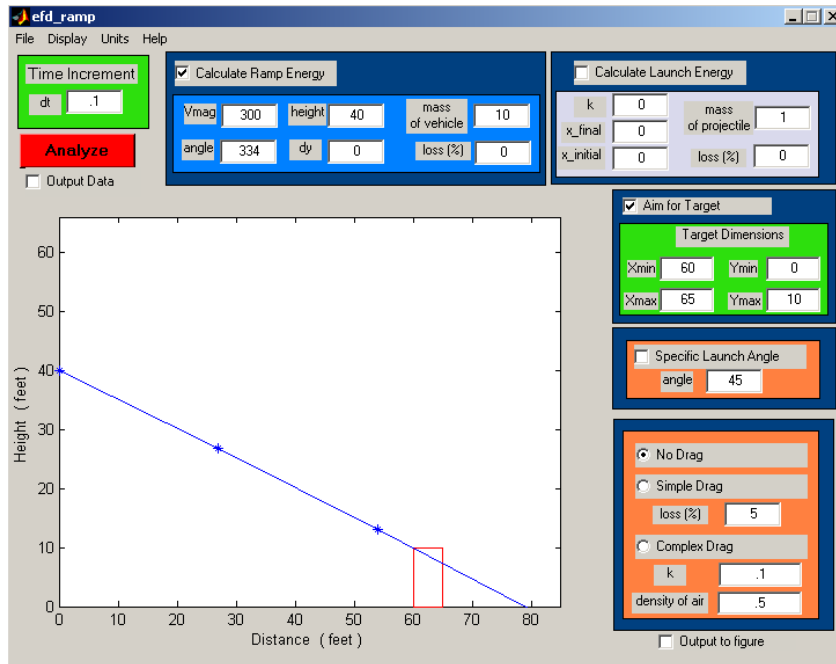 efd_ramp
File Display Units Help
Time Increment
dt .1
Analyze
Output Data
Calculate Ramp Energy
Vmag 300 height 40 mass of vehicle 10
angle 334 dy 0 loss (%) 0
Calculate Launch Energy
k 0
x_final 0
x_initial 0
mass of projectile 1
loss (%) 0
Aim for Target
Target Dimensions
Xmin 60 Ymin 0
Xmax 65 Ymax 10
Specific Launch Angle
angle 45
No Drag
Simple Drag
loss (%) 5
Complex Drag
k .1
density of air .5
Output to figure
Height ( feet )
60
50
40
30
20
10
0
0 10 20 30 40 50 60 70 80
Distance ( feet )